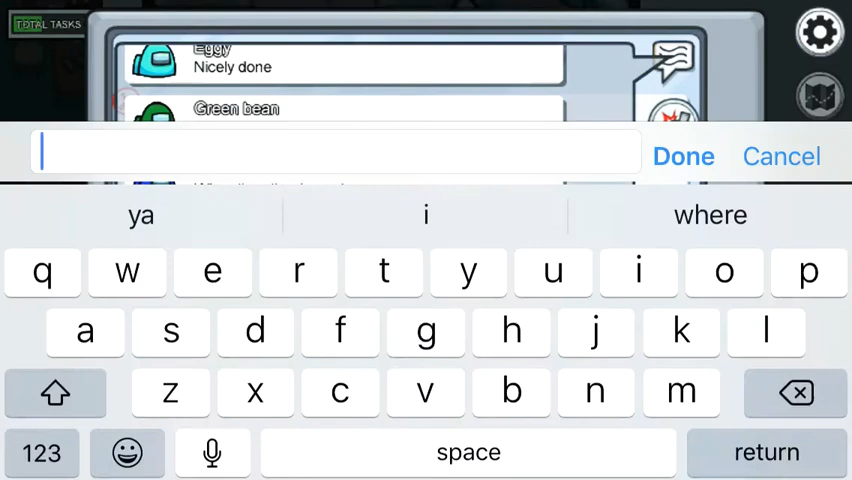 TOTAL TASKS
Eggy
Nicely done
Green bean
Done
Cancel
ya
i
where
q w e r t y u i o p
a s d f g h j k l
z x c v b n m
123
space
return